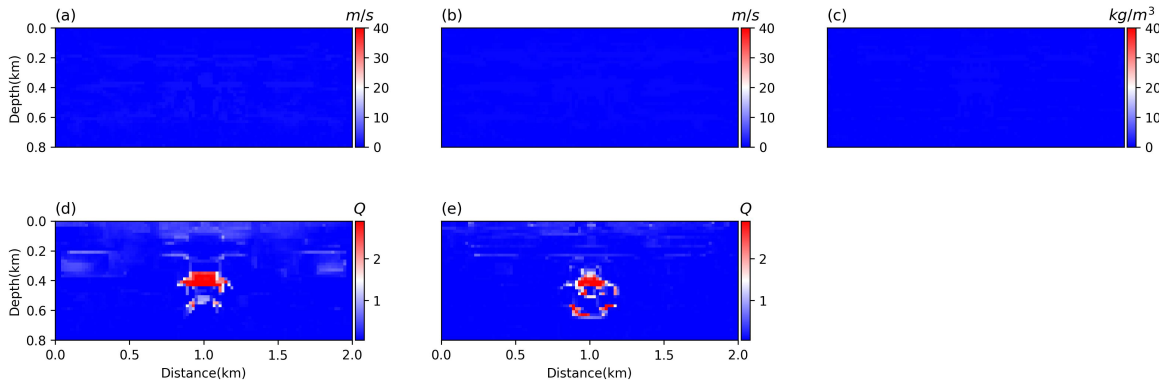 (a) m/s (b) m/s (c) kg/m³
0.0 40 40 40
0.2 30 30 30
0.4 20 20 20
0.6 10 10 10
0.8 0 0 0
Depth(km)
(d) Q (e) Q
0.0
0.2 2 2
0.4
0.6 1 1
0.8
Depth(km)
0.0 0.5 1.0 1.5 2.0 0.0 0.5 1.0 1.5 2.0
Distance(km) Distance(km)